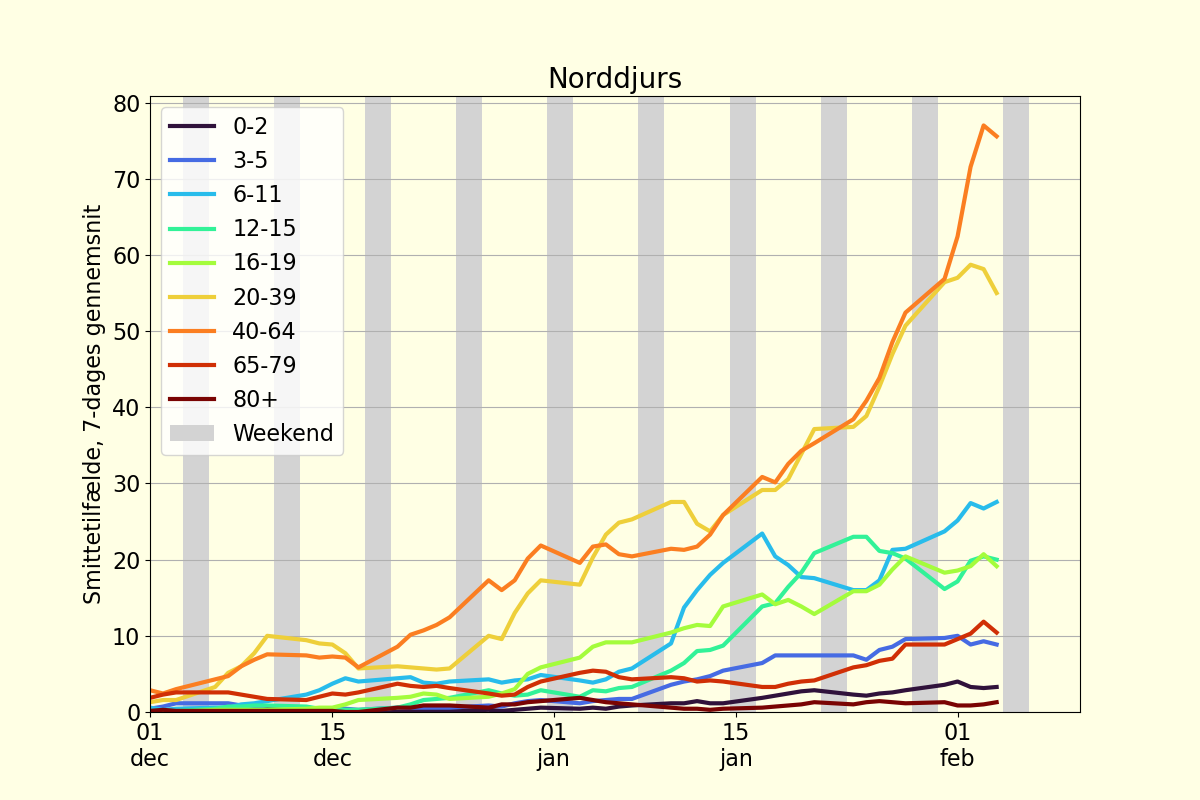 Norddjurs
Smittetilfælde, 7-dages gennemsnit
80
70
60
50
40
30
20
10
0
0-2
3-5
6-11
12-15
16-19
20-39
40-64
65-79
80+
Weekend
01
dec
15
dec
01
jan
15
jan
01
feb